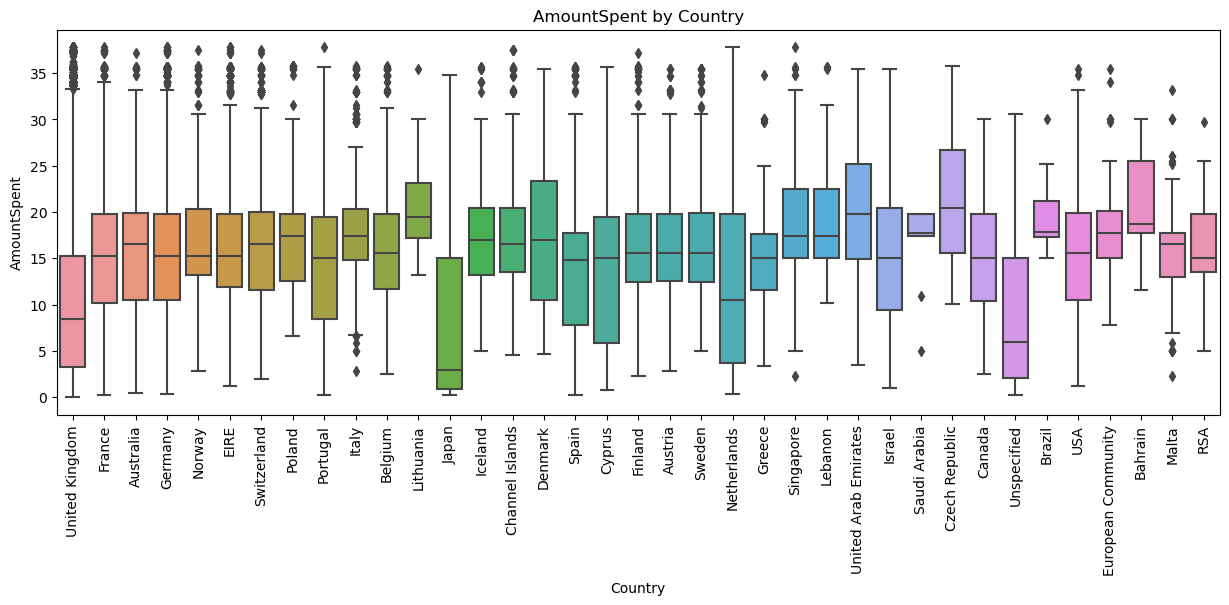 AmountSpent by Country
AmountSpent
35
30
25
20
15
10
5
0
United Kingdom
France
Australia
Germany
Norway
EIRE
Switzerland
Poland
Portugal
Italy
Belgium
Lithuania
Japan
Iceland
Channel Islands
Denmark
Spain
Cyprus
Finland
Austria
Sweden
Netherlands
Greece
Singapore
Lebanon
United Arab Emirates
Israel
Saudi Arabia
Czech Republic
Canada
Unspecified
Brazil
USA
European Community
Bahrain
Malta
RSA
Country